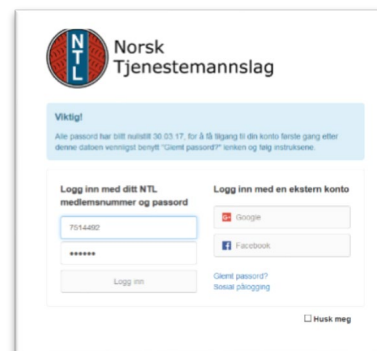 NTL
Norsk
Tjenestemannslag
Viktig!
Alle passord har blitt nullstilt 30.03.17, for å få tilgang til din konto første gang etter
denne datoen vennligst benytt "Glemt passord?" lenken og følg instruksene.
Logg inn med ditt NTL
medlemsnummer og passord
7514492
••••••
Logg inn
Logg inn med en ekstern konto
G+ Google
f Facebook
Glemt passord?
Sosial pålogging
Husk meg